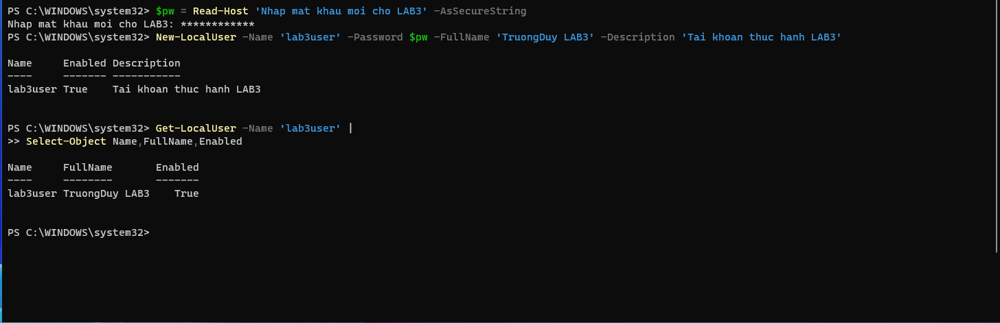 PS C:\WINDOWS\system32> $pw = Read-Host 'Nhap mat khau moi cho LAB3' -AsSecureString
Nhap mat khau moi cho LAB3: ************
PS C:\WINDOWS\system32> New-LocalUser -Name 'lab3user' -Password $pw -FullName 'TruongDuy LAB3' -Description 'Tai khoan thuc hanh LAB3'
Name     Enabled Description
----     ------- -----------
lab3user True    Tai khoan thuc hanh LAB3
PS C:\WINDOWS\system32> Get-LocalUser -Name 'lab3user' |
>> Select-Object Name,FullName,Enabled
Name     FullName       Enabled
----     --------       -------
lab3user TruongDuy LAB3    True
PS C:\WINDOWS\system32>